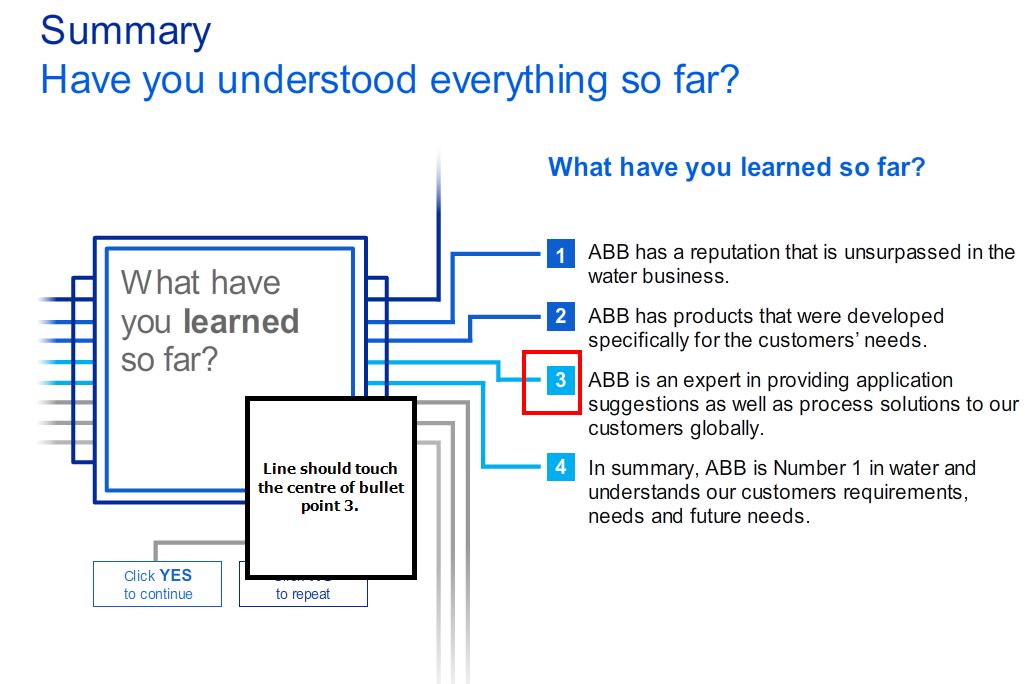 Summary
Have you understood everything so far?
What have you learned so far?
What have
you learned
so far?
1 ABB has a reputation that is unsurpassed in the
water business.
2 ABB has products that were developed
specifically for the customers’ needs.
3 ABB is an expert in providing application
suggestions as well as process solutions to our
customers globally.
4 In summary, ABB is Number 1 in water and
understands our customers requirements,
needs and future needs.
Line should touch
the centre of bullet
point 3.
Click YES
to continue
to repeat